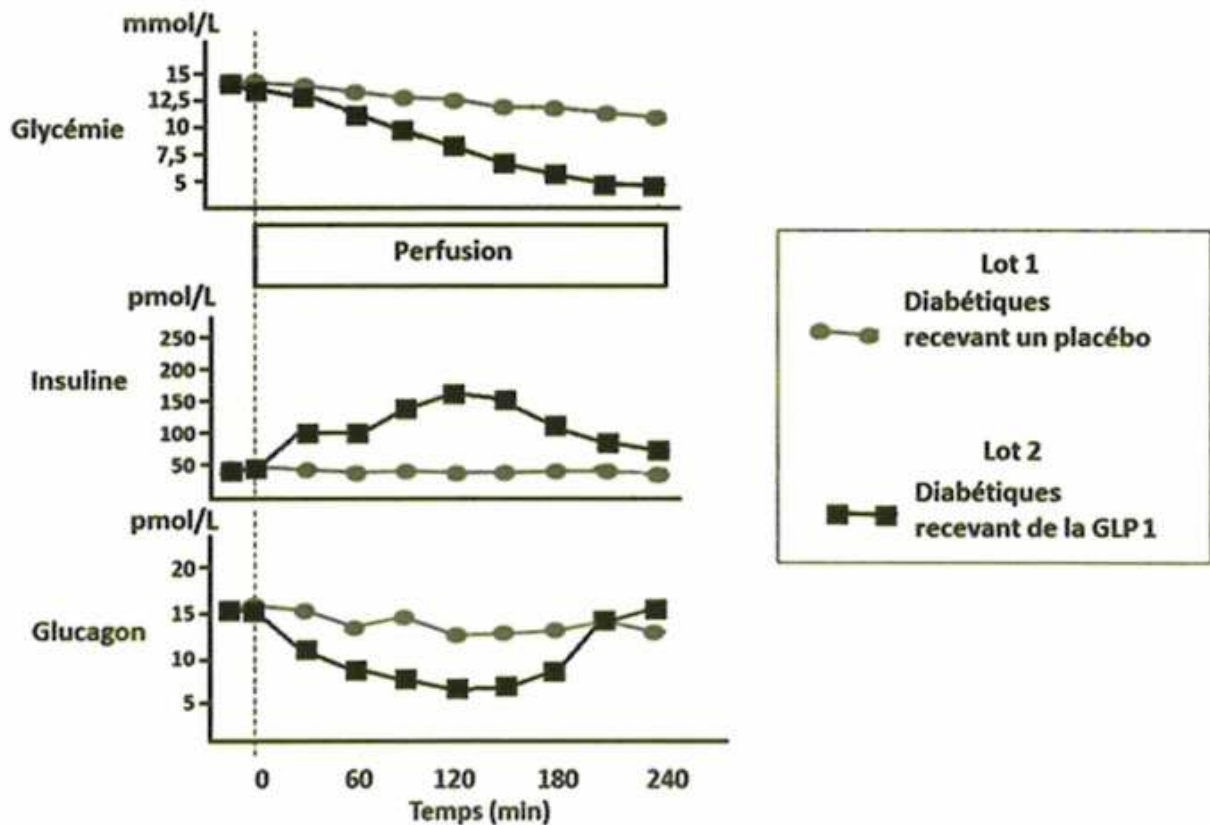 mmol/L
15
12,5
10
7,5
5
Glycémie
Perfusion
pmol/L
250
200
150
100
50
Insuline
pmol/L
20
15
10
5
Glucagon
0 60 120 180 240
Temps (min)
Lot 1
Diabétiques
recevant un placébo
Lot 2
Diabétiques
recevant de la GLP 1